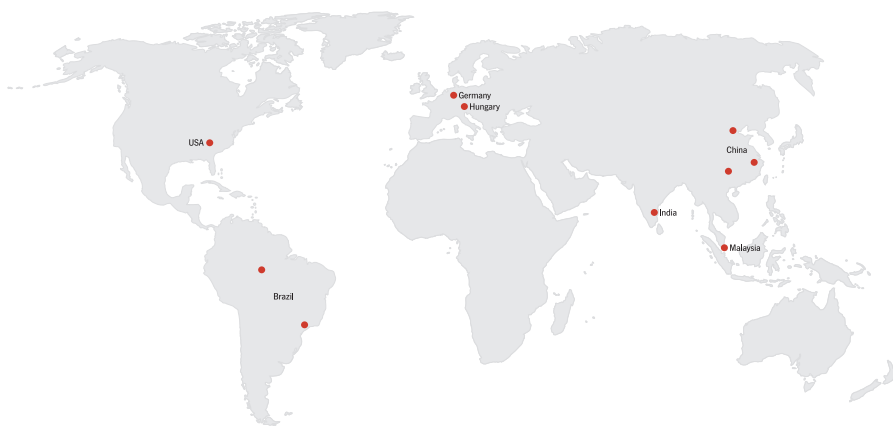 Germany
Hungary
USA
China
India
Malaysia
Brazil